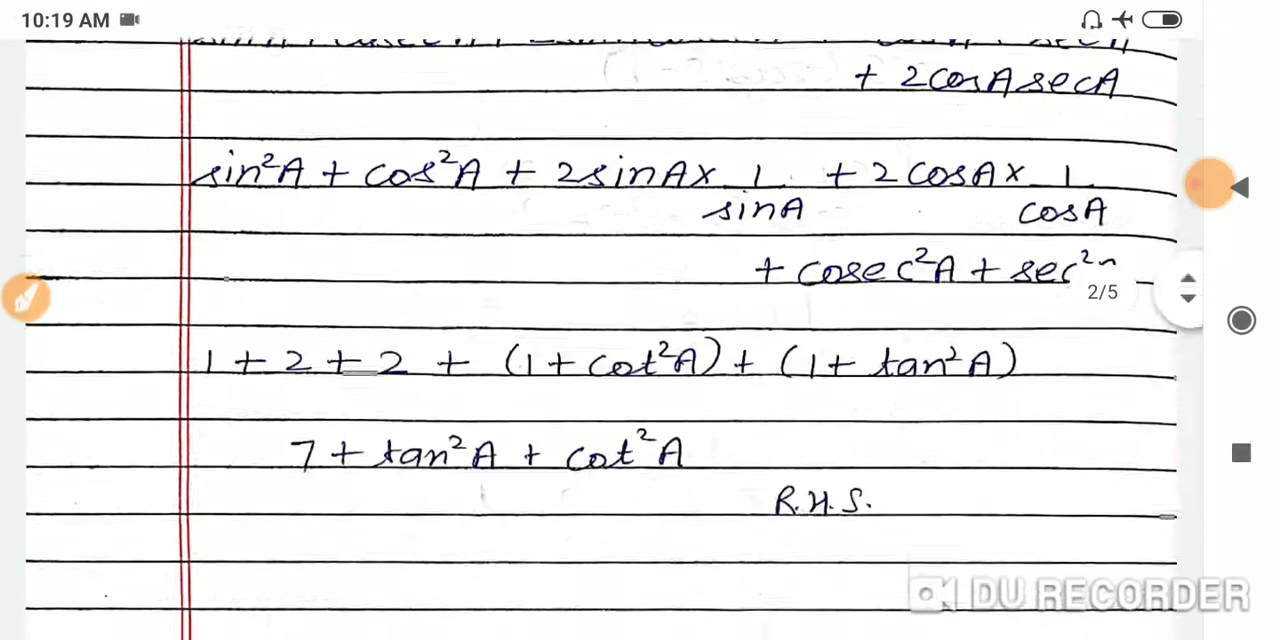 10:19 AM
+ 2cosA secA
sin²A + cos²A + 2sinA× 1/sinA + 2cosA× 1/cosA
+ cosec²A + sec²
2/5
1 + 2 + 2 + (1 + cot²A) + (1 + tan²A)
7 + tan²A + cot²A
R.H.S.
DU RECORDER